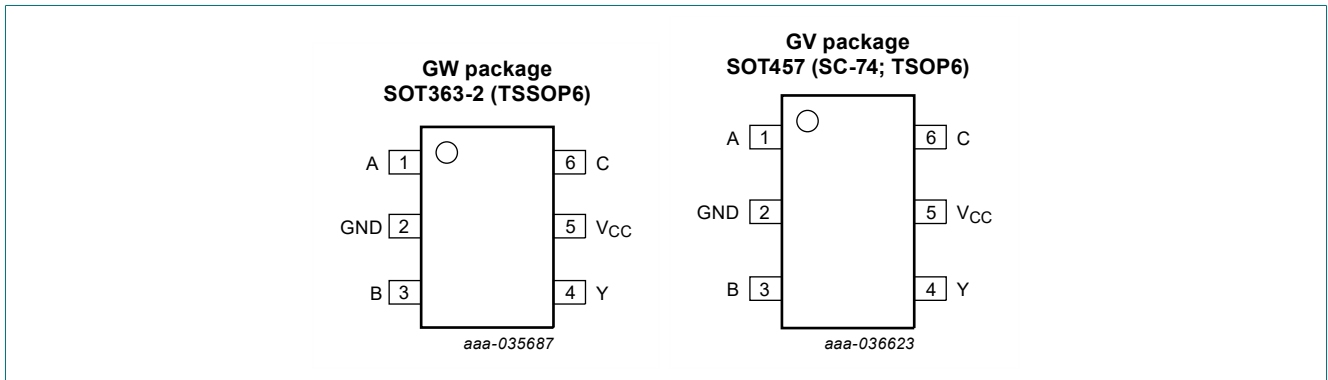 GW package
SOT363-2 (TSSOP6)
A 1
6 C
GND 2
5 VCC
B 3
4 Y
aaa-035687
GV package
SOT457 (SC-74; TSOP6)
A 1
6 C
GND 2
5 VCC
B 3
4 Y
aaa-036623